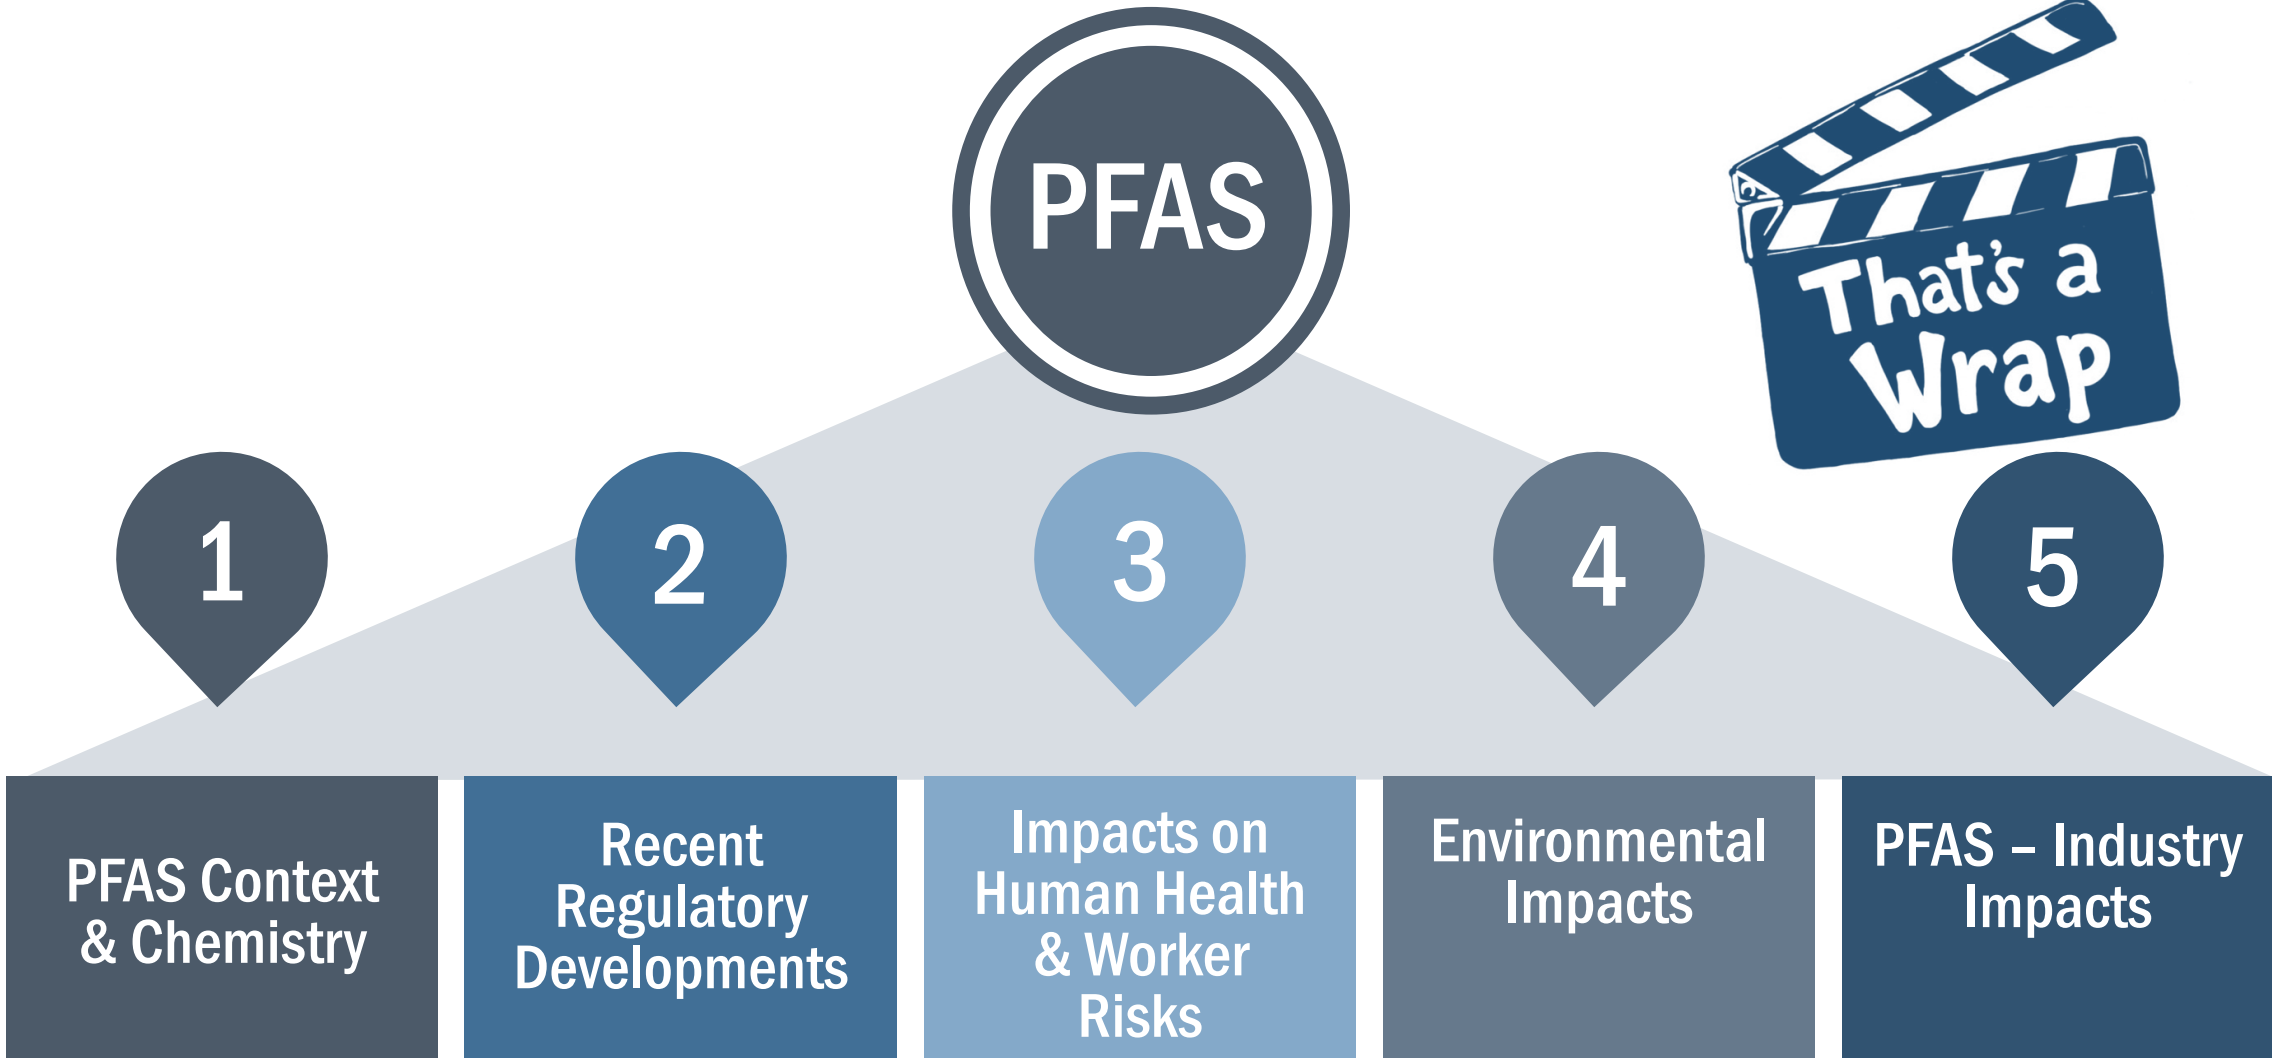 PFAS
That's a
Wrap
1
2
3
4
5
PFAS Context
& Chemistry
Recent
Regulatory
Developments
Impacts on
Human Health
& Worker
Risks
Environmental
Impacts
PFAS – Industry
Impacts